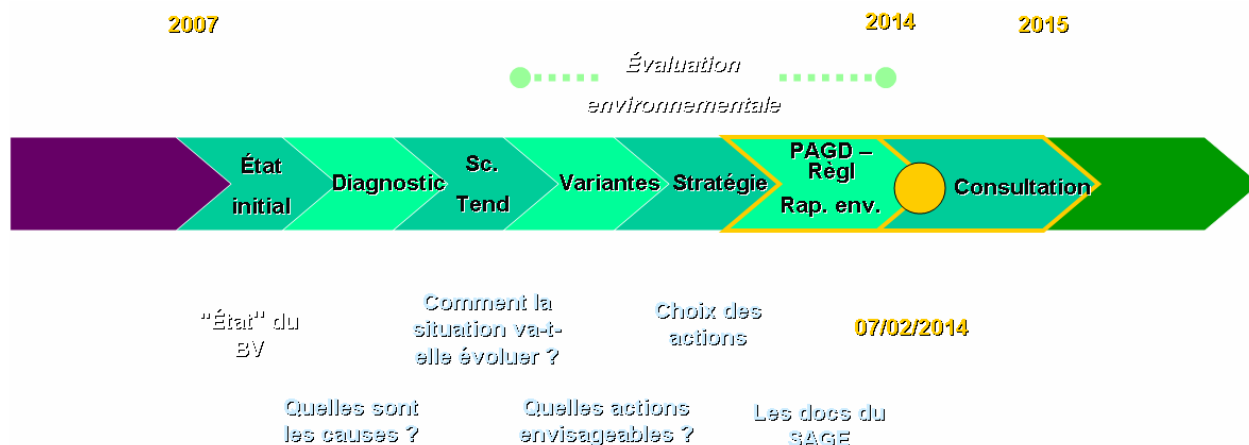 2007
2014
2015
Évaluation
environnementale
État
initial
Diagnostic
Sc.
Tend
Variantes
Stratégie
PAGD –
Règl
Rap. env.
Consultation
"État" du
BV
Quelles sont
les causes ?
Comment la
situation va-t-
elle évoluer ?
Quelles actions
envisageables ?
Choix des
actions
Les docs du
SAGE
07/02/2014